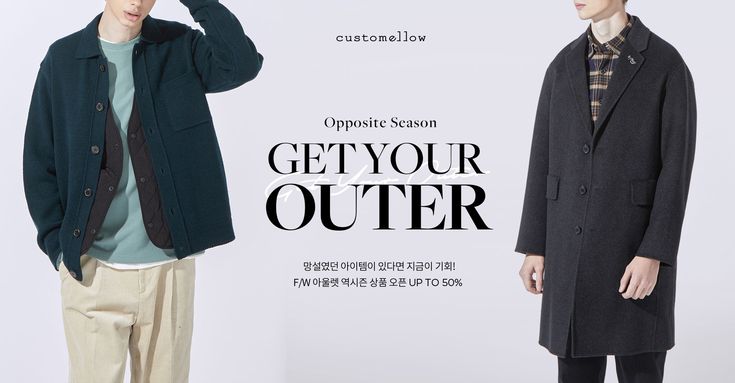 customellow
Opposite Season
GET YOUR
OUTER
망설였던 아이템이 있다면 지금이 기회!
F/W 아울렛 역시즌 상품 오픈 UP TO 50%